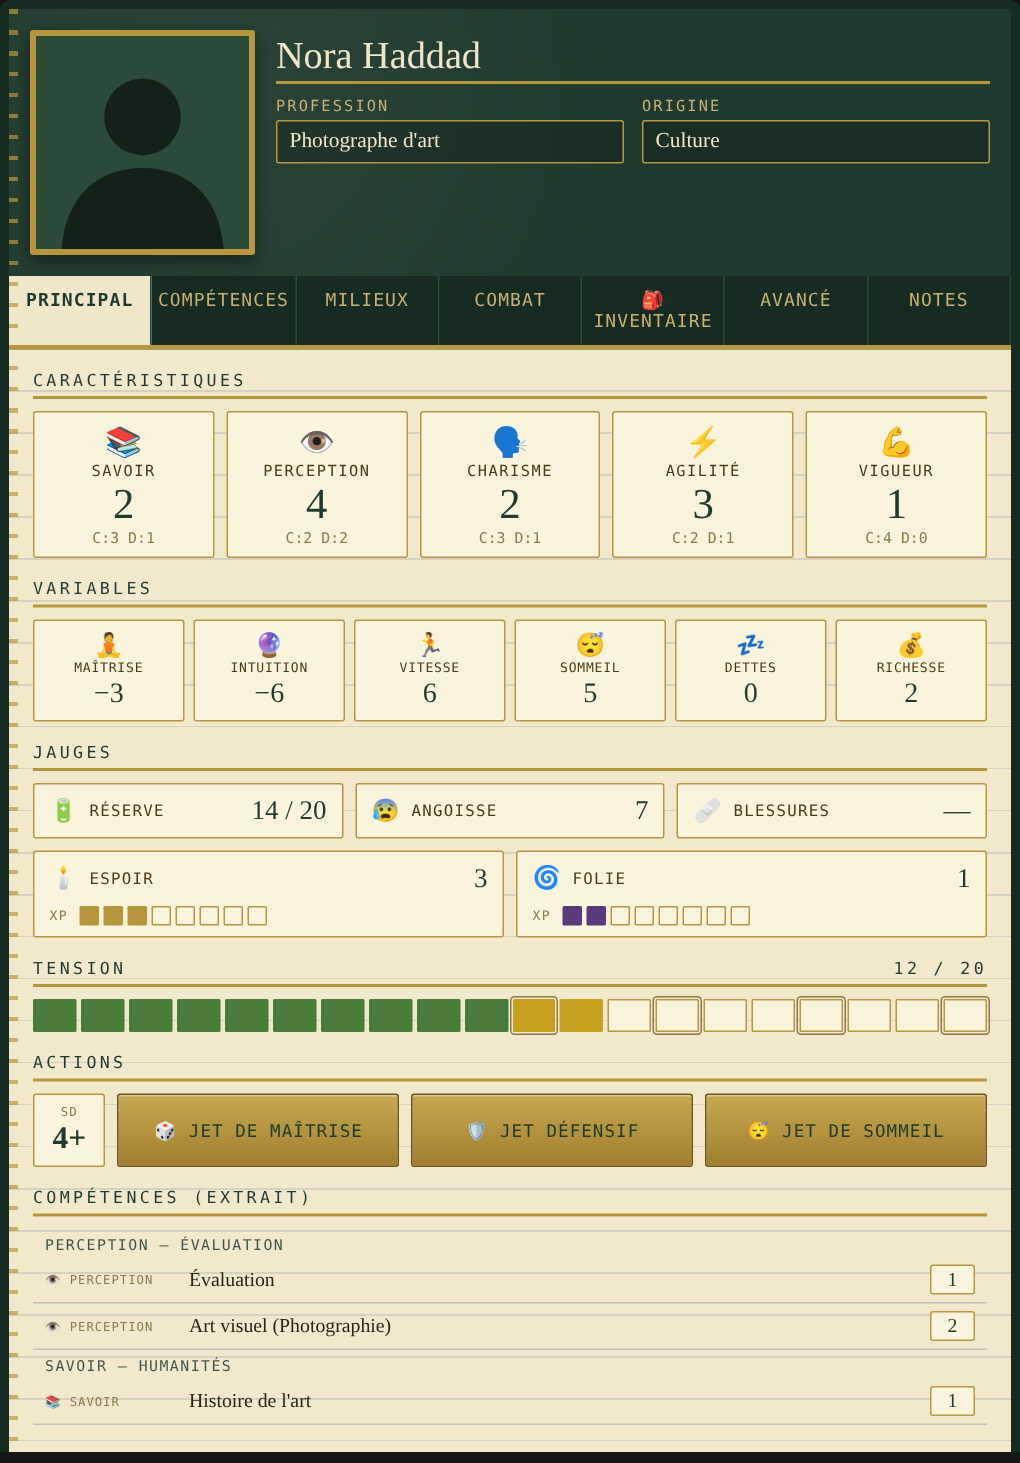 Nora Haddad
PROFESSION
ORIGINE
Photographe d'art
Culture
PRINCIPAL
COMPÉTENCES
MILIEUX
COMBAT
INVENTAIRE
AVANCÉ
NOTES
CARACTÉRISTIQUES
SAVOIR
2
C:3 D:1
PERCEPTION
4
C:2 D:2
CHARISME
2
C:3 D:1
AGILITÉ
3
C:2 D:1
VIGUEUR
1
C:4 D:0
VARIABLES
MAÎTRISE
−3
INTUITION
−6
VITESSE
6
SOMMEIL
5
DETTES
0
RICHESSE
2
JAUGES
RÉSERVE 14 / 20
ANGOISSE 7
BLESSURES —
ESPOIR 3
XP
FOLIE 1
XP
TENSION 12 / 20
ACTIONS
SD
4+
JET DE MAÎTRISE
JET DÉFENSIF
JET DE SOMMEIL
COMPÉTENCES (EXTRAIT)
PERCEPTION — ÉVALUATION
PERCEPTION Évaluation 1
PERCEPTION Art visuel (Photographie) 2
SAVOIR — HUMANITÉS
SAVOIR Histoire de l'art 1